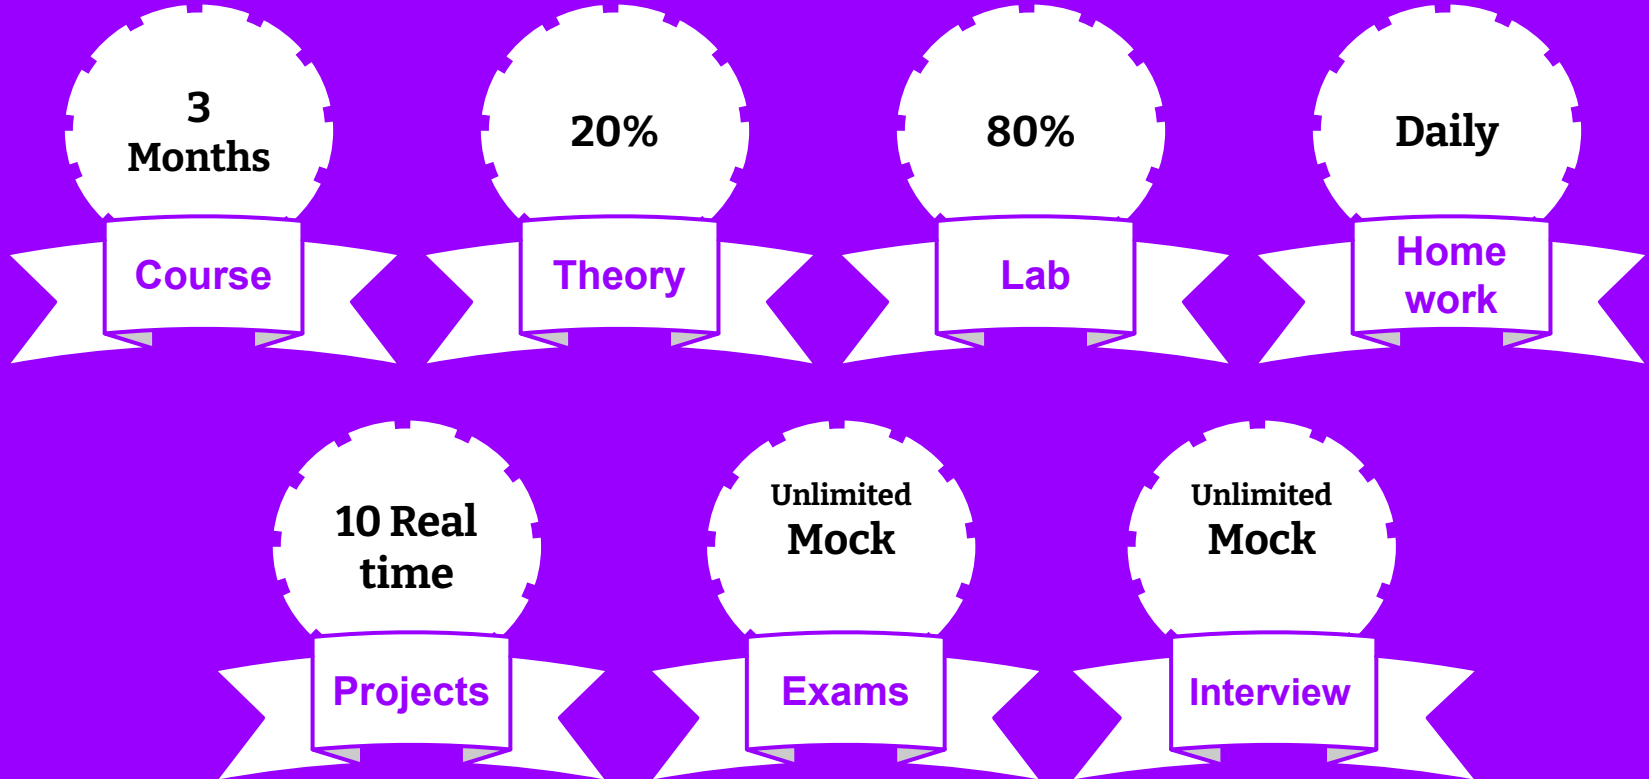 3
Months
Course
20%
Theory
80%
Lab
Daily
Home
work
10 Real
time
Projects
Unlimited
Mock
Exams
Unlimited
Mock
Interview